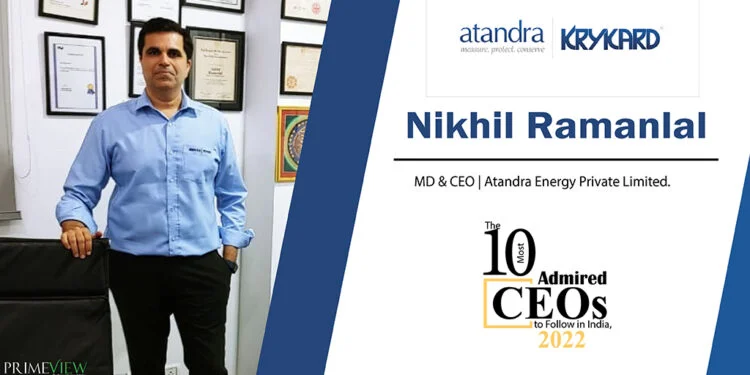 atandra
measure. protect. conserve
KRYKARD™
Nikhil Ramanlal
MD & CEO | Atandra Energy Private Limited.
The
10
Most
Admired
CEOs
to Follow in India,
2022
PRIMEVIEW